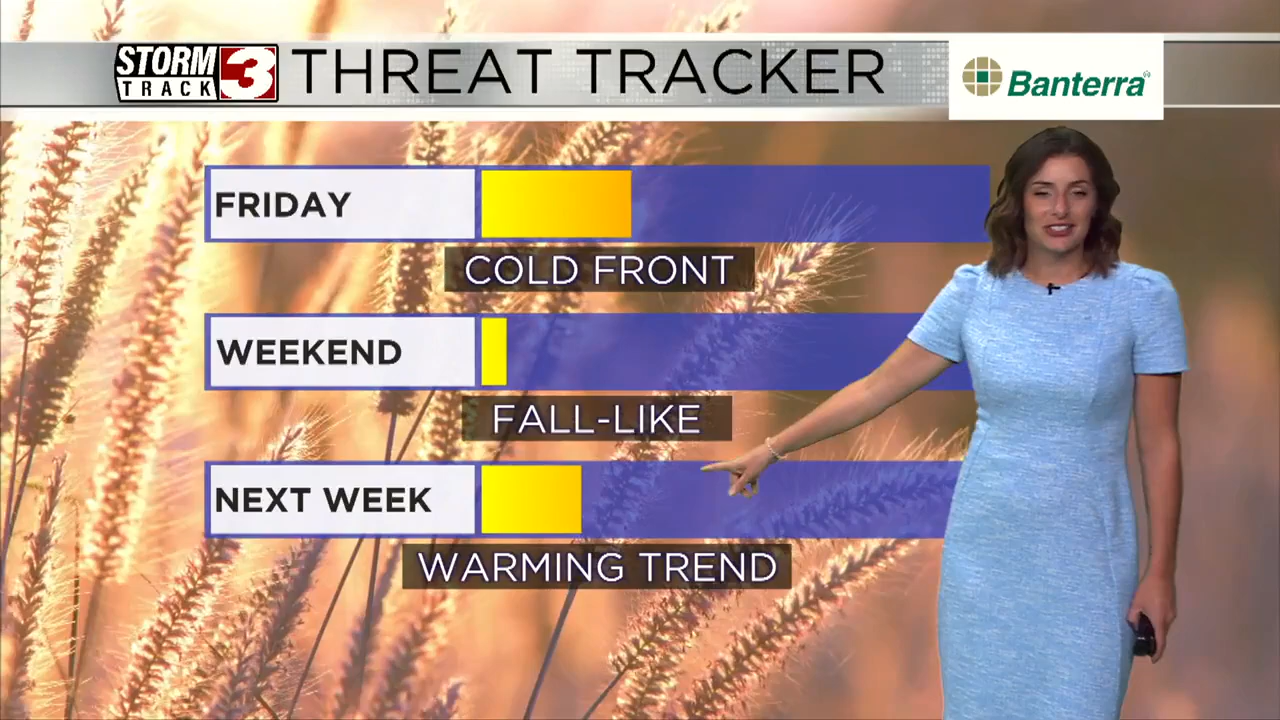 STORM
TRACK 3
THREAT TRACKER
Banterra
FRIDAY
COLD FRONT
WEEKEND
FALL-LIKE
NEXT WEEK
WARMING TREND